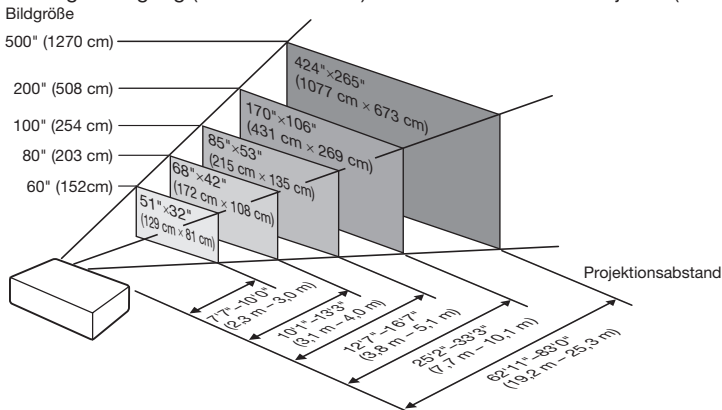 Bildgröße
500" (1270 cm)
200" (508 cm)
100" (254 cm)
80" (203 cm)
60" (152cm)
424"×265"
(1077 cm × 673 cm)
170"×106"
(431 cm × 269 cm)
85"×53"
(215 cm × 135 cm)
68"×42"
(172 cm × 108 cm)
51"×32"
(129 cm × 81 cm)
Projektionsabstand
7'7"–10'0"
(2,3 m – 3,0 m)
10'1"–13'3"
(3,1 m – 4,0 m)
12'7"–16'7"
(3,8 m – 5,1 m)
25'2"–33'3"
(7,7 m – 10,1 m)
62'11"–83'0"
(19,2 m – 25,3 m)